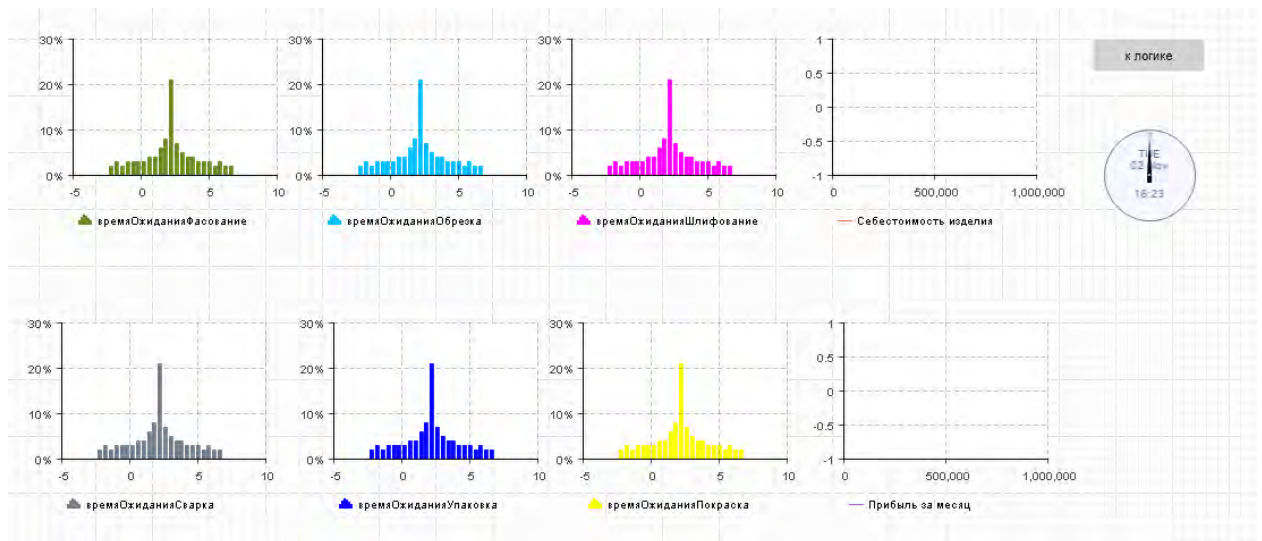 30%
20%
10%
0%
-5 0 5 10
времяОжиданияФасование
30%
20%
10%
0%
-5 0 5 10
времяОжиданияОбрезка
30%
20%
10%
0%
-5 0 5 10
времяОжиданияШлифование
1
0.5
0
-0.5
-1
0 500,000 1,000,000
Себестоимость изделия
к логике
TUE
02 Nov
16:23
30%
20%
10%
0%
-5 0 5 10
времяОжиданияСварка
30%
20%
10%
0%
-5 0 5 10
времяОжиданияУпаковка
30%
20%
10%
0%
-5 0 5 10
времяОжиданияПокраска
1
0.5
0
-0.5
-1
0 500,000 1,000,000
Прибыль за месяц